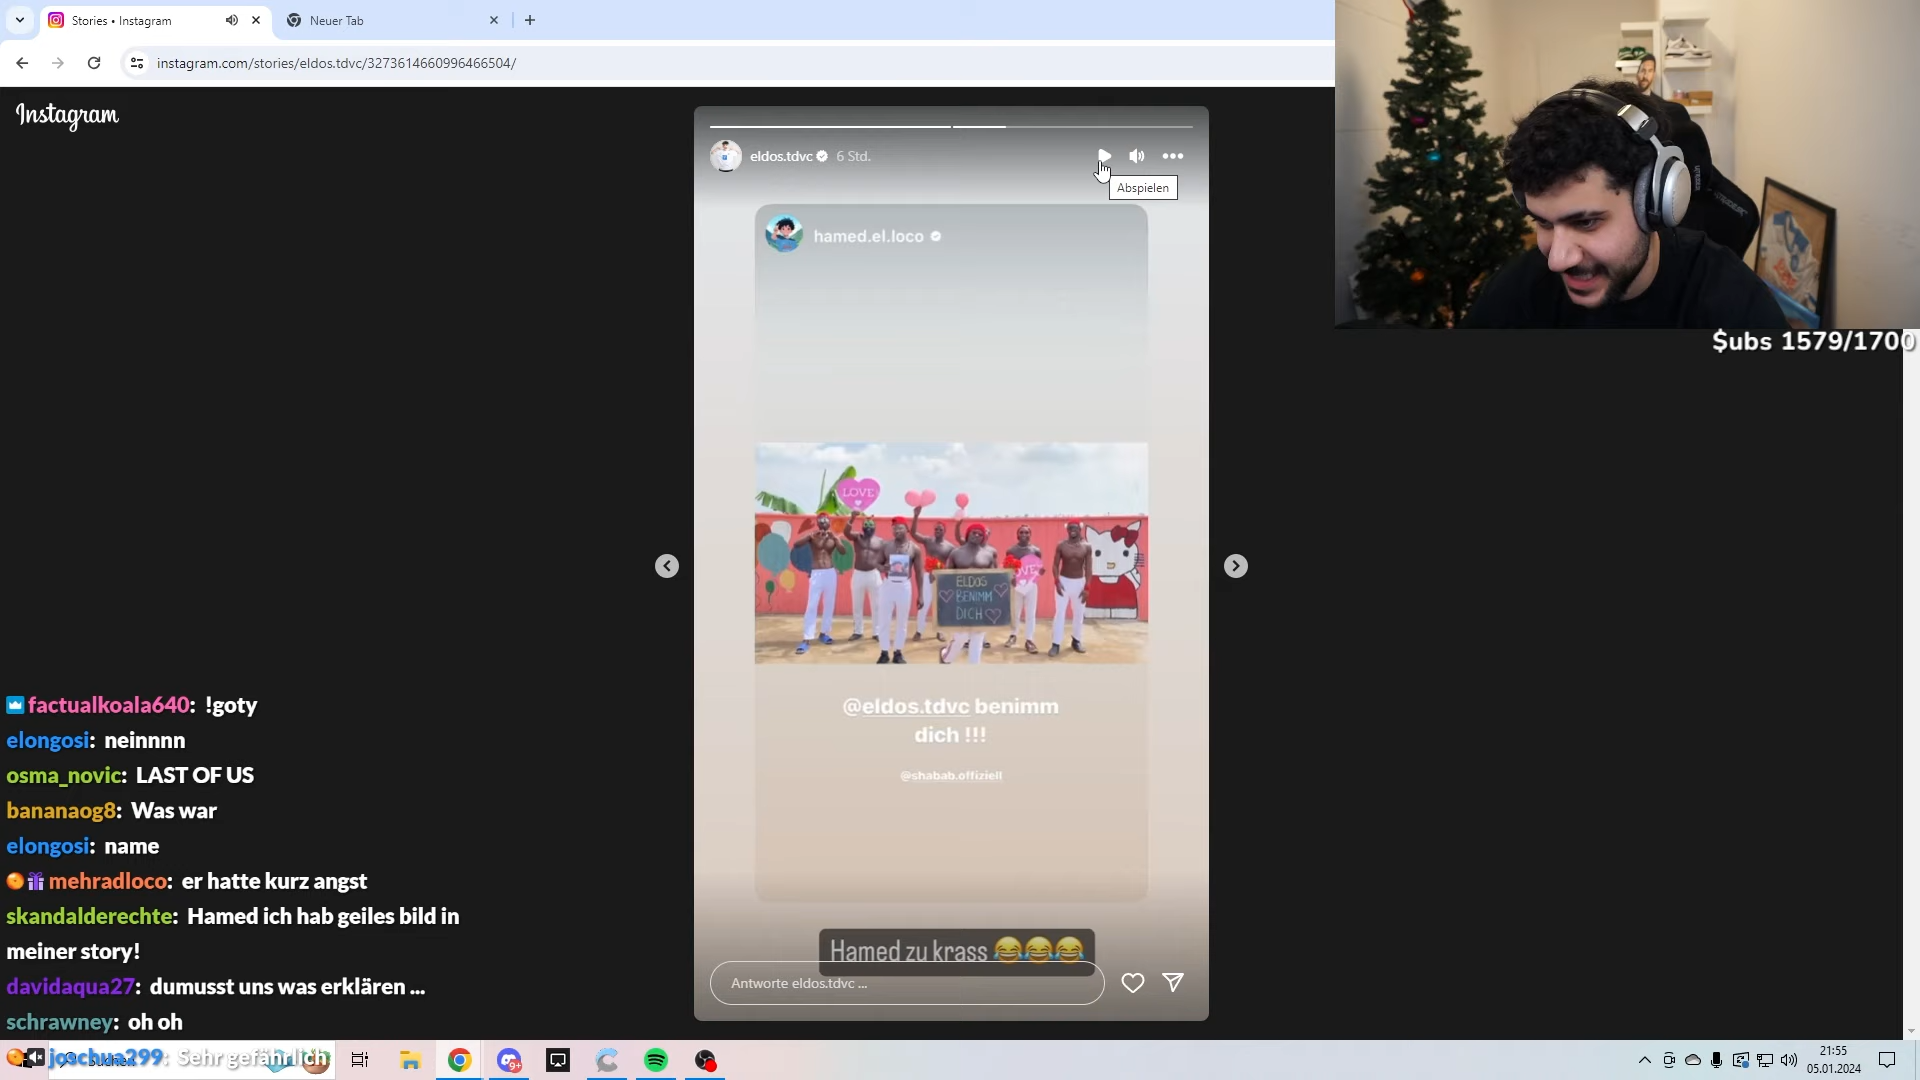 Stories • Instagram
Neuer Tab
instagram.com/stories/eldos.tdvc/3273614660996466504/
Instagram
eldos.tdvc
6 Std.
Abspielen
hamed.el.loco
LOVE
ELDOS
BENIMM
DICH
@eldos.tdvc benimm
dich !!!
@shabab.offiziell
Hamed zu krass 😂😂😂
Antworte eldos.tdvc ...
$ubs 1579/1700
factualkoala640: !goty
elongosi: neinnnn
osma_novic: LAST OF US
bananaog8: Was war
elongosi: name
mehradloco: er hatte kurz angst
skandalderechte: Hamed ich hab geiles bild in
meiner story!
davidaqua27: dumusst uns was erklären ...
schrawney: oh oh
joschua299: Sehr gefährlich
9+
21:55
05.01.2024